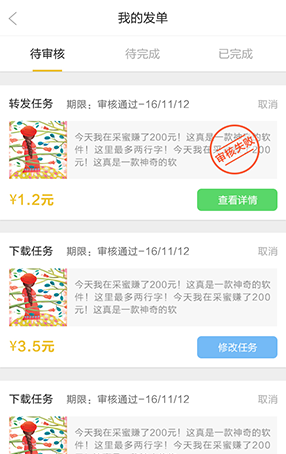 我的发单
待审核 待完成 已完成
转发任务 期限：审核通过-16/11/12 取消
今天我在采蜜赚了200元！这真是一款神奇的软
件！这里最多两行字！今天我在采蜜赚了200
元！这真是一款神奇的软
审核失败
¥1.2元 查看详情
下载任务 期限：审核通过-16/11/12 取消
今天我在采蜜赚了200元！这真是一款神奇的软
件！这里最多两行字！今天我在采蜜赚了200
元！这真是一款神奇的软
¥3.5元 修改任务
下载任务 期限：审核通过-16/11/12 取消
今天我在采蜜赚了200元！这真是一款神奇的软
件！这里最多两行字！今天我在采蜜赚了200